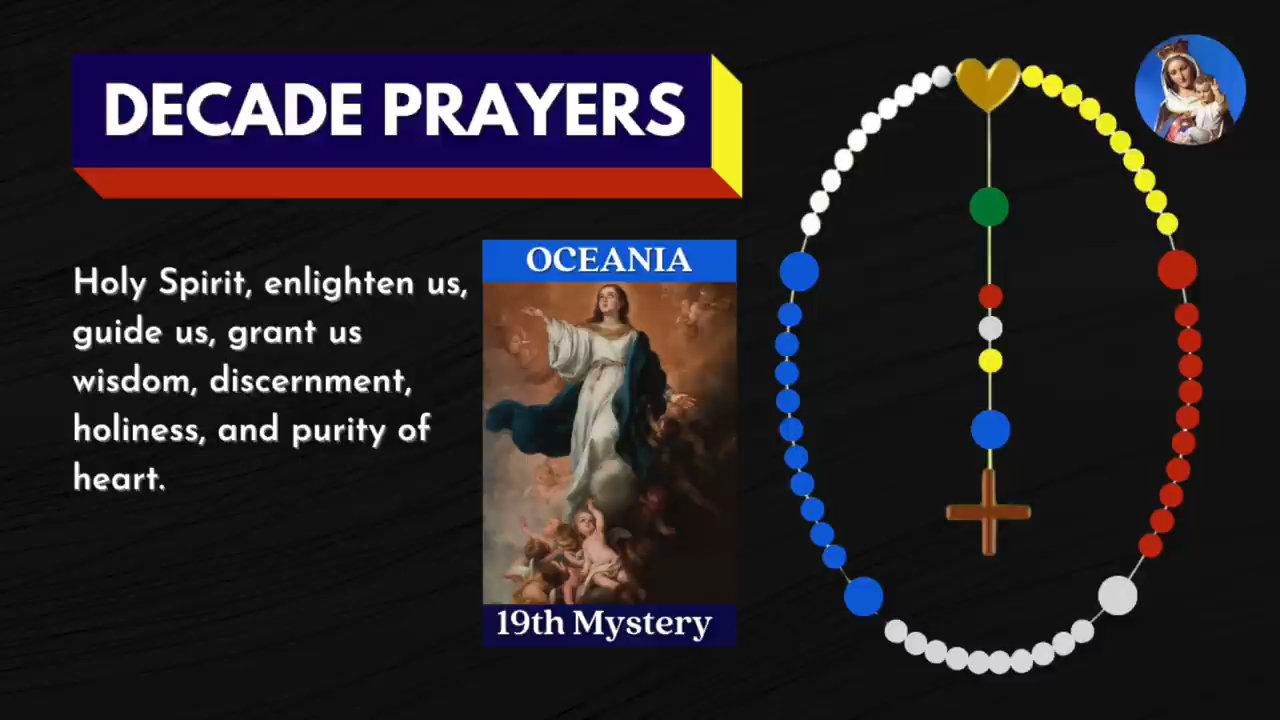 DECADE PRAYERS
Holy Spirit, enlighten us,
guide us, grant us
wisdom, discernment,
holiness, and purity of
heart.
OCEANIA
19th Mystery